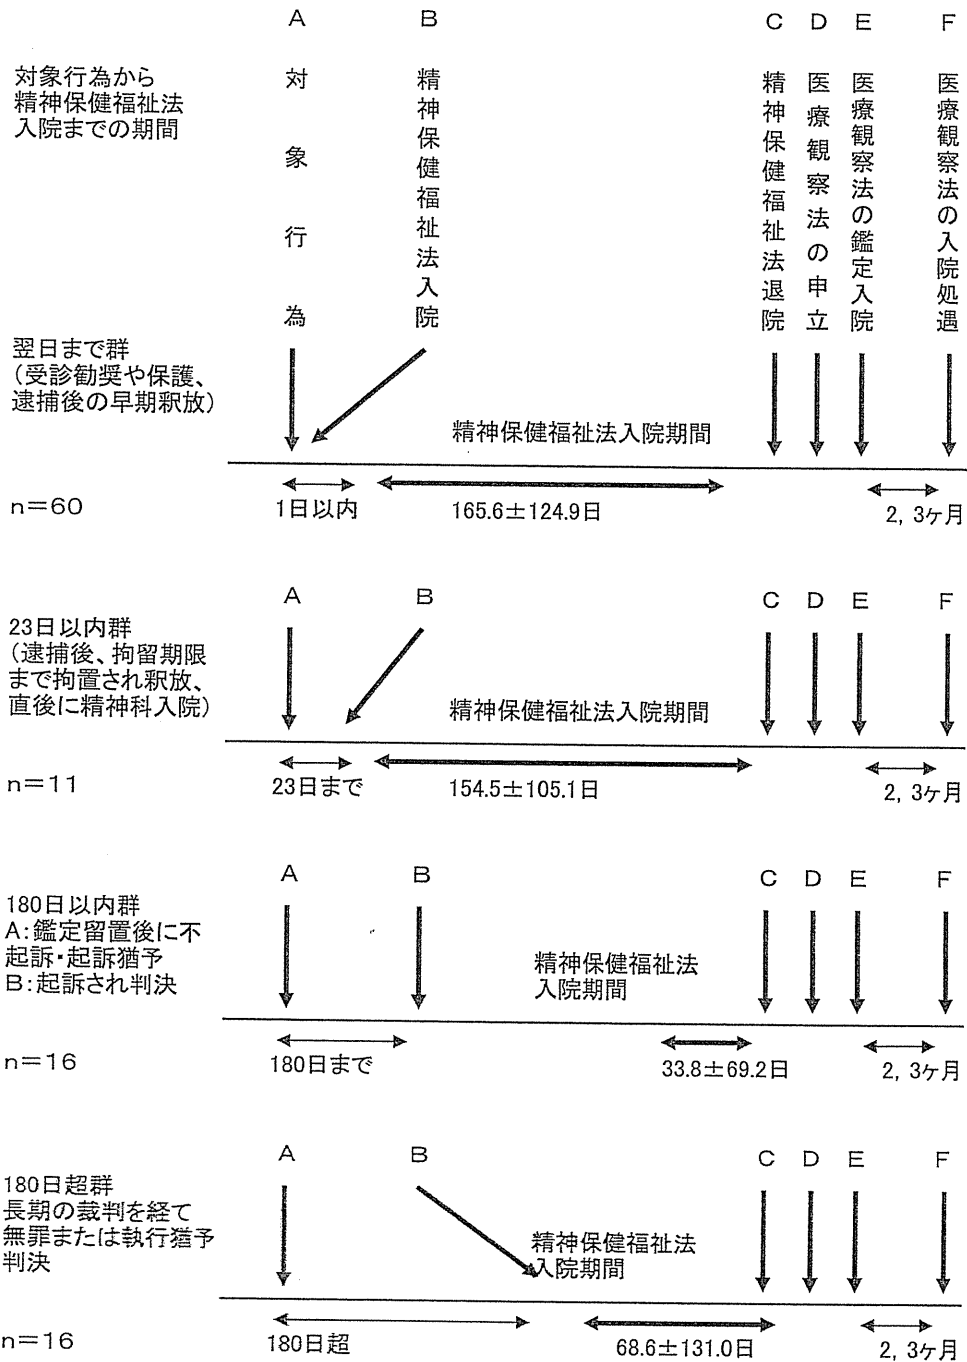 A B C D E F
対象行為から
精神保健福祉法
入院までの期間
対象行為
精神保健福祉法入院
精神保健福祉法退院
医療観察法の申立
医療観察法の鑑定入院
医療観察法の入院処遇
翌日まで群
(受診勧奨や保護、
逮捕後の早期釈放)
精神保健福祉法入院期間
n=60
1日以内
165.6±124.9日
2, 3ヶ月
A B C D E F
23日以内群
(逮捕後、拘留期限
まで拘置され釈放、
直後に精神科入院)
精神保健福祉法入院期間
n=11
23日まで
154.5±105.1日
2, 3ヶ月
A B C D E F
180日以内群
A:鑑定留置後に不
起訴・起訴猶予
B:起訴され判決
精神保健福祉法
入院期間
n=16
180日まで
33.8±69.2日
2, 3ヶ月
A B C D E F
180日超群
長期の裁判を経て
無罪または執行猶予
判決
精神保健福祉法
入院期間
n=16
180日超
68.6±131.0日
2, 3ヶ月